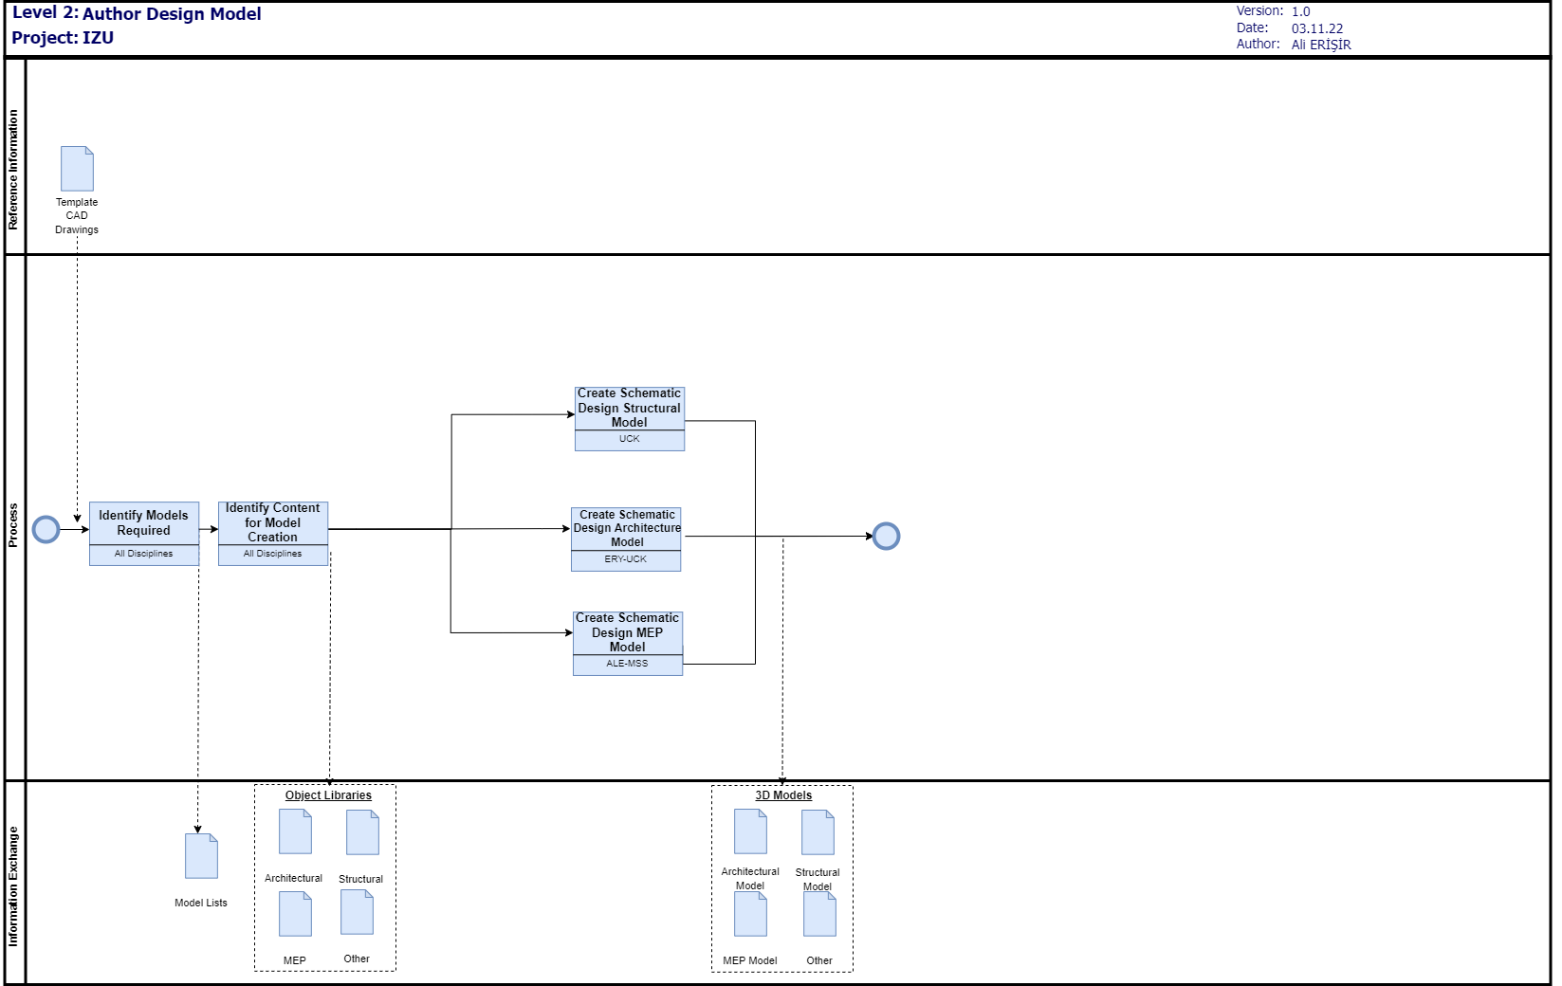 Level 2: Author Design Model
Project: IZU
Version: 1.0
Date: 03.11.22
Author: Ali ERİŞİR
Reference Information
Template
CAD
Drawings
Process
Create Schematic
Design Structural
Model
UCK
Identify Models
Required
All Disciplines
Identify Content
for Model
Creation
All Disciplines
Create Schematic
Design Architecture
Model
ERY-UCK
Create Schematic
Design MEP
Model
ALE-MSS
Information Exchange
Model Lists
Object Libraries
Architectural
Structural
MEP
Other
3D Models
Architectural
Model
Structural
Model
MEP Model
Other